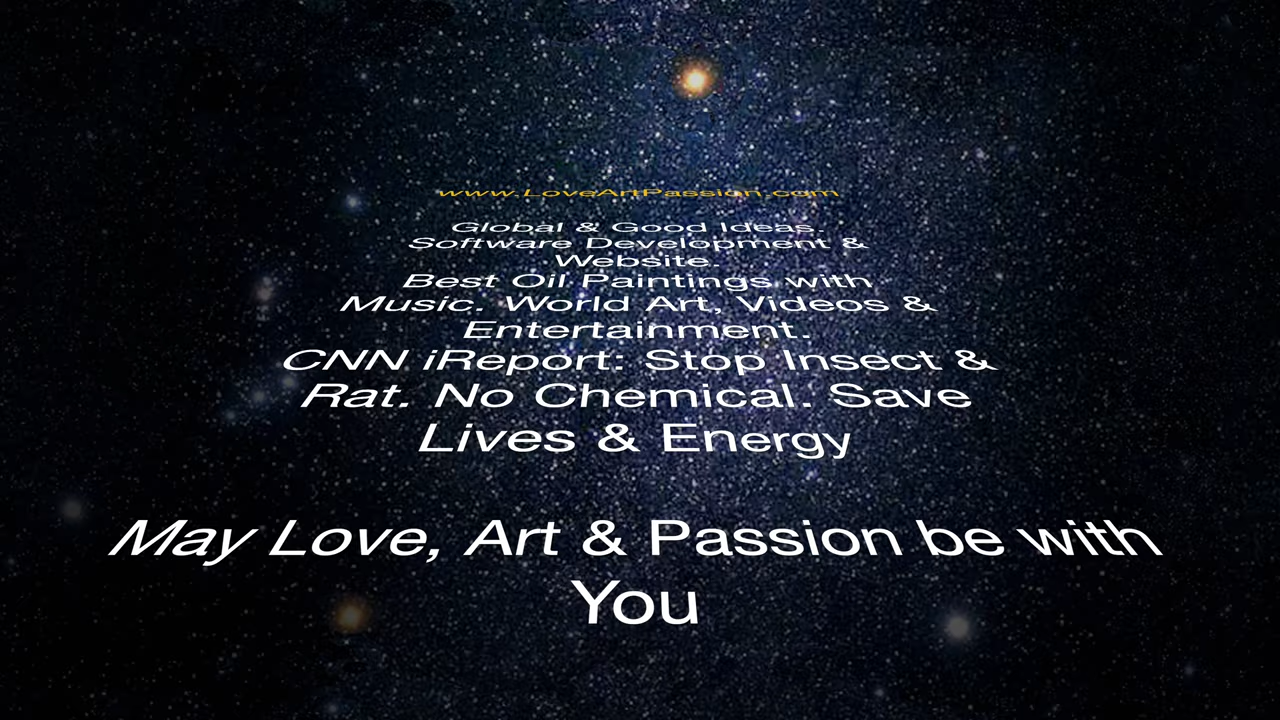 www.LoveArtPassion.com
Global & Good Ideas.
Software Development &
Website.
Best Oil Paintings with
Music. World Art, Videos &
Entertainment.
CNN iReport: Stop Insect &
Rat. No Chemical. Save
Lives & Energy
May Love, Art & Passion be with
You